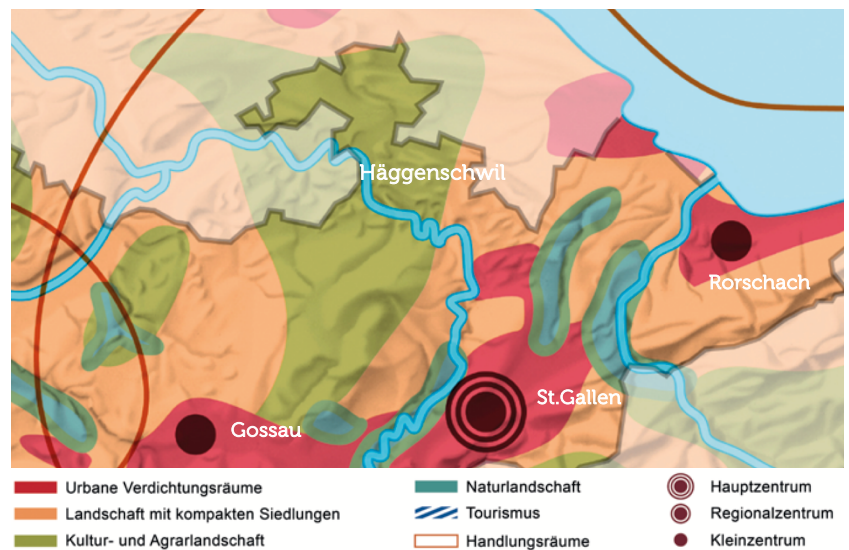 Häggenschwil
Rorschach
St.Gallen
Gossau
Urbane Verdichtungsräume
Landschaft mit kompakten Siedlungen
Kultur- und Agrarlandschaft
Naturlandschaft
Tourismus
Handlungsräume
Hauptzentrum
Regionalzentrum
Kleinzentrum